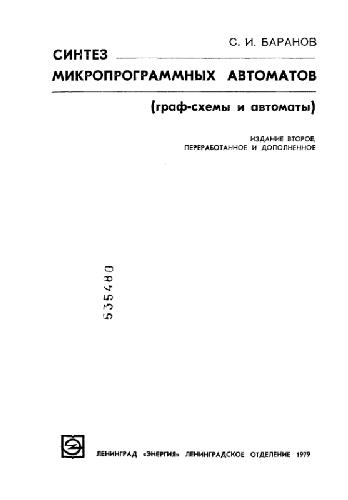 С. И. БАРАНОВ
СИНТЕЗ
МИКРОПРОГРАММНЫХ АВТОМАТОВ
(граф-схемы и автоматы)
ИЗДАНИЕ ВТОРОЕ,
ПЕРЕРАБОТАННОЕ И ДОПОЛНЕННОЕ
535480
ЛЕНИНГРАД «ЭНЕРГИЯ» ЛЕНИНГРАДСКОЕ ОТДЕЛЕНИЕ 1979